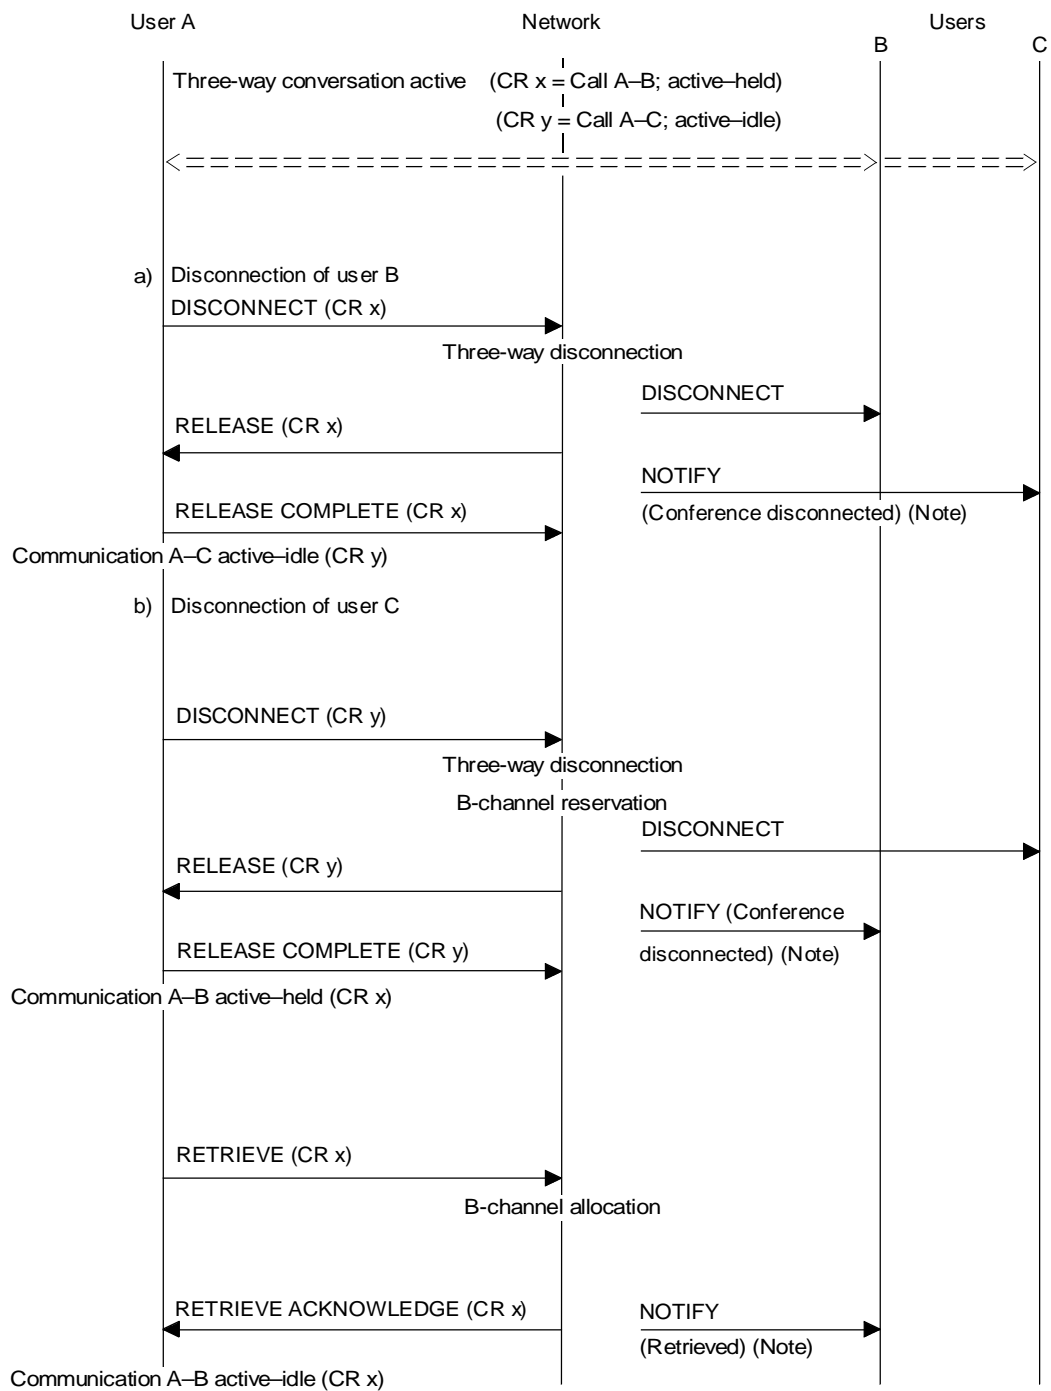 User A Network Users
B C
Three-way conversation active (CR x = Call A–B; active–held)
(CR y = Call A–C; active–idle)
a) Disconnection of user B
DISCONNECT (CR x)
Three-way disconnection
DISCONNECT
RELEASE (CR x)
NOTIFY
RELEASE COMPLETE (CR x) (Conference disconnected) (Note)
Communication A–C active–idle (CR y)
b) Disconnection of user C
DISCONNECT (CR y)
Three-way disconnection
B-channel reservation
DISCONNECT
RELEASE (CR y)
NOTIFY (Conference
RELEASE COMPLETE (CR y) disconnected) (Note)
Communication A–B active–held (CR x)
RETRIEVE (CR x)
B-channel allocation
RETRIEVE ACKNOWLEDGE (CR x) NOTIFY
(Retrieved) (Note)
Communication A–B active–idle (CR x)